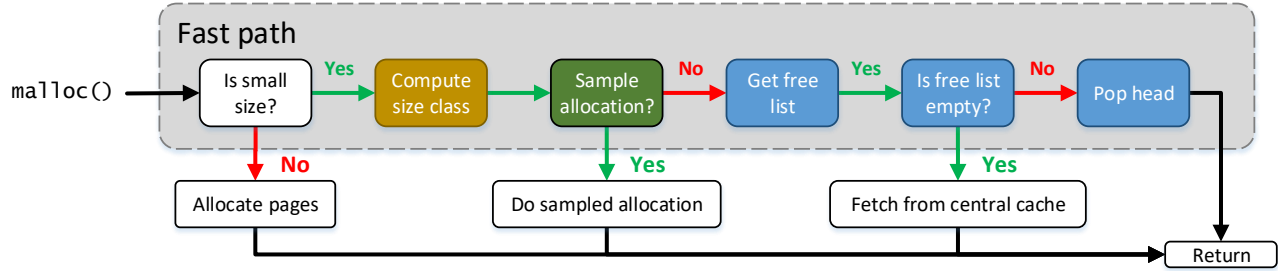 Fast path
malloc()
Is small
size?
Yes
Compute
size class
Sample
allocation?
No
Get free
list
Yes
Is free list
empty?
No
Pop head
No
Yes
Yes
Allocate pages
Do sampled allocation
Fetch from central cache
Return